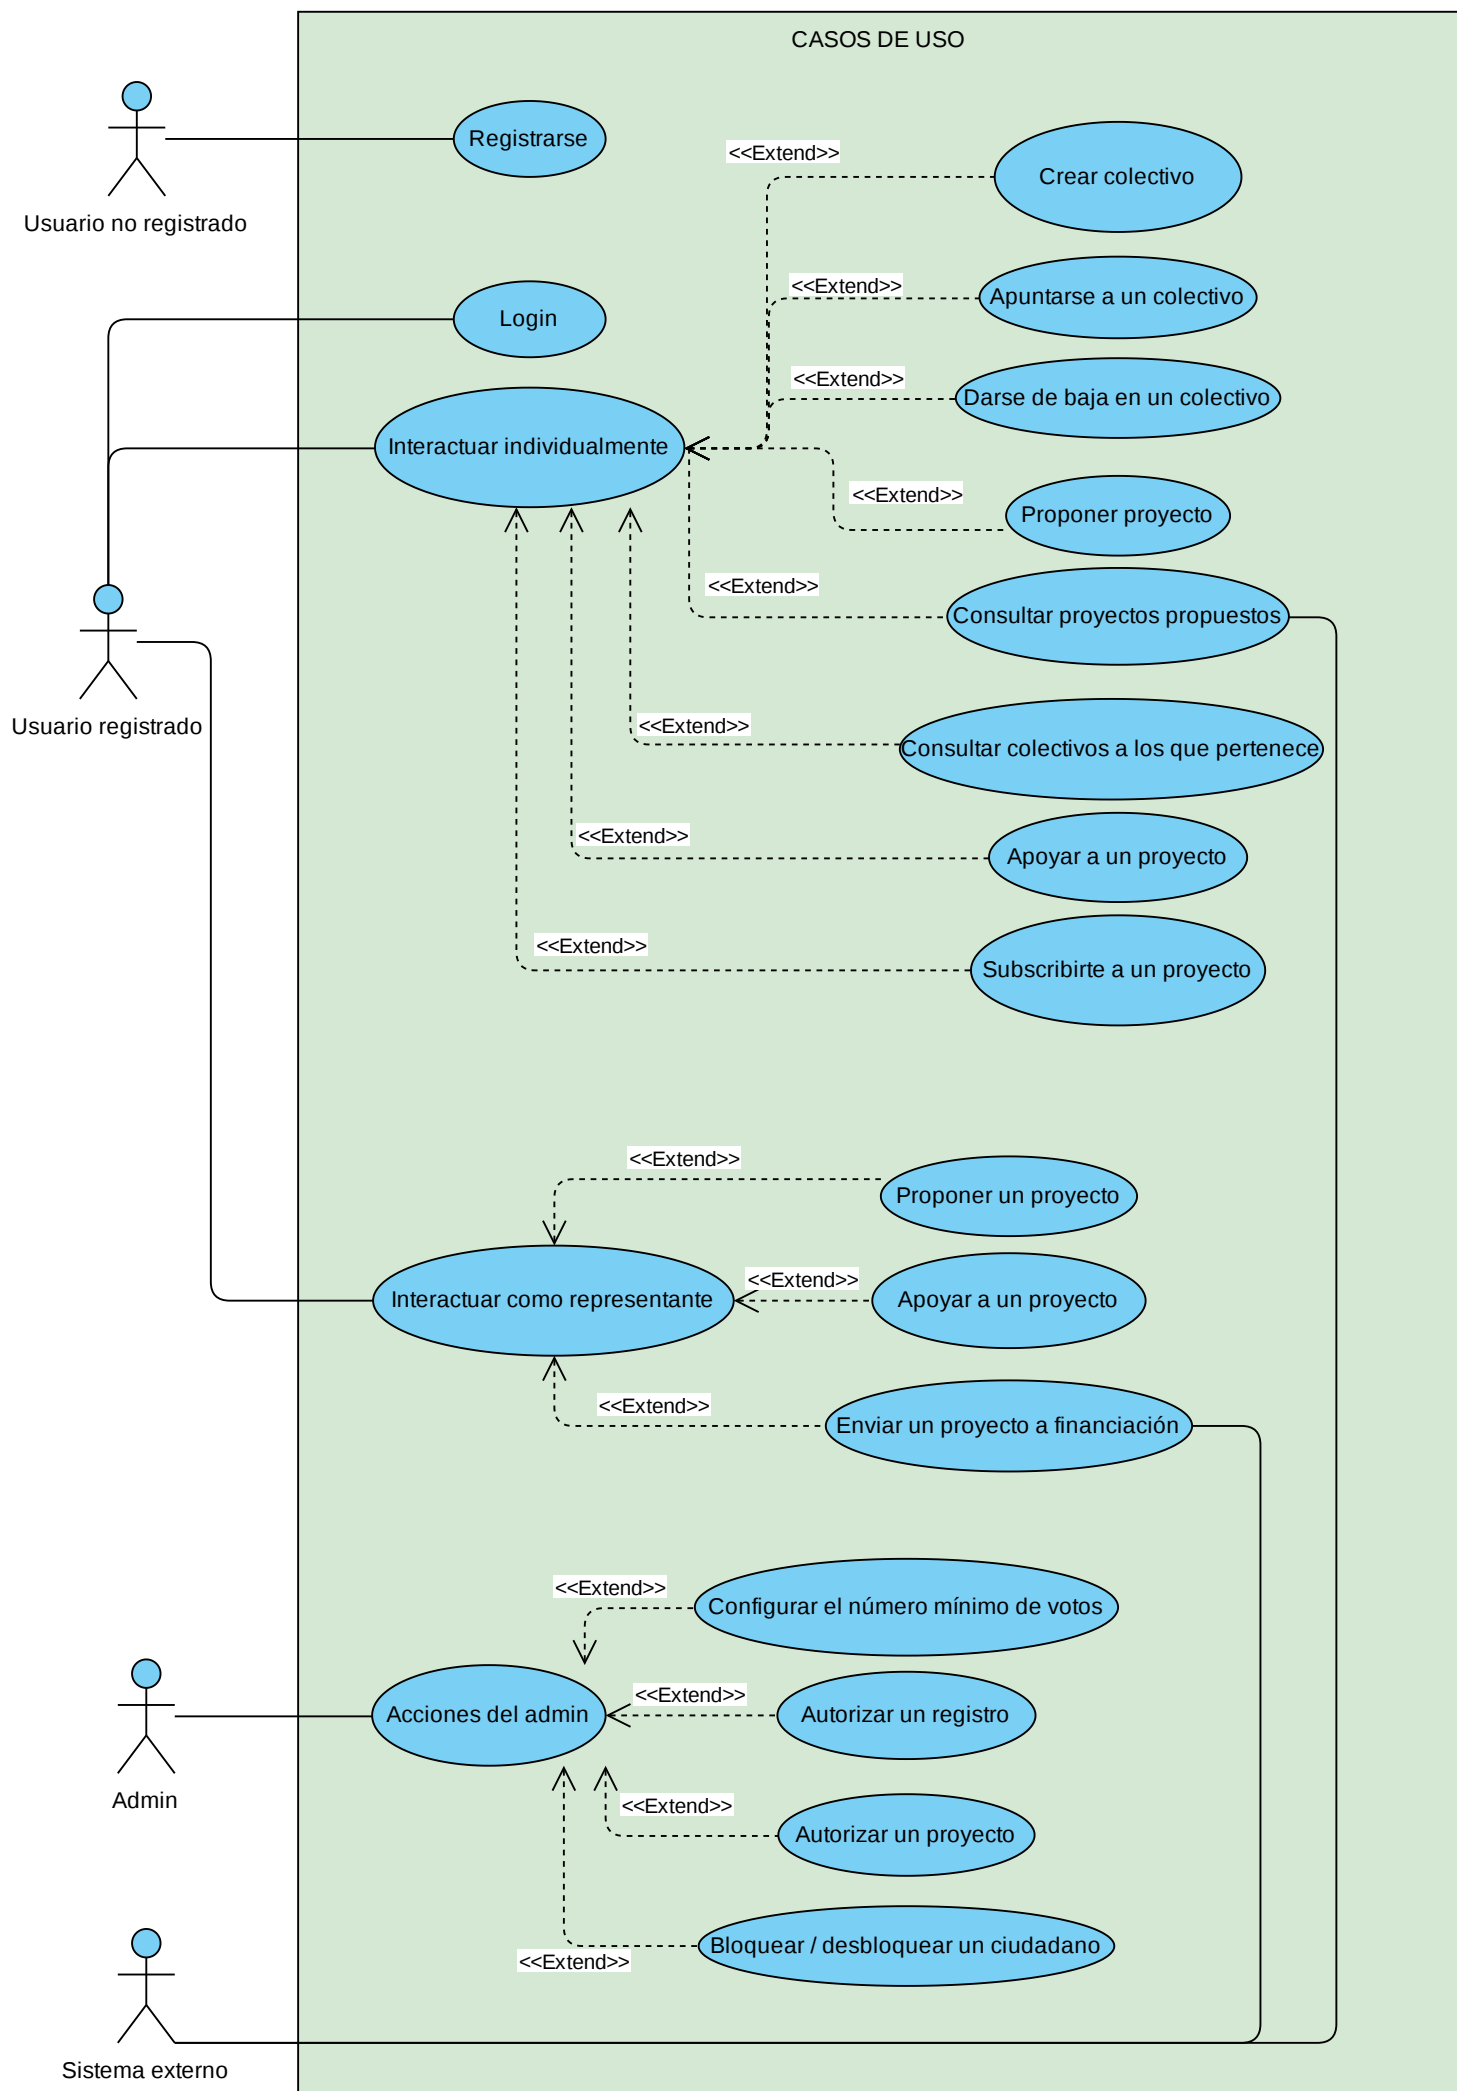 CASOS DE USO
Registrarse
<<Extend>>
Crear colectivo
Usuario no registrado
<<Extend>>
Apuntarse a un colectivo
Login
<<Extend>>
Darse de baja en un colectivo
Interactuar individualmente
<<Extend>>
Proponer proyecto
<<Extend>>
Consultar proyectos propuestos
Usuario registrado
<<Extend>>
Consultar colectivos a los que pertenece
<<Extend>>
Apoyar a un proyecto
<<Extend>>
Subscribirte a un proyecto
<<Extend>>
Proponer un proyecto
<<Extend>>
Interactuar como representante
Apoyar a un proyecto
<<Extend>>
Enviar un proyecto a financiación
<<Extend>>
Configurar el número mínimo de votos
<<Extend>>
Acciones del admin
Autorizar un registro
Admin
<<Extend>>
Autorizar un proyecto
Bloquear / desbloquear un ciudadano
<<Extend>>
Sistema externo